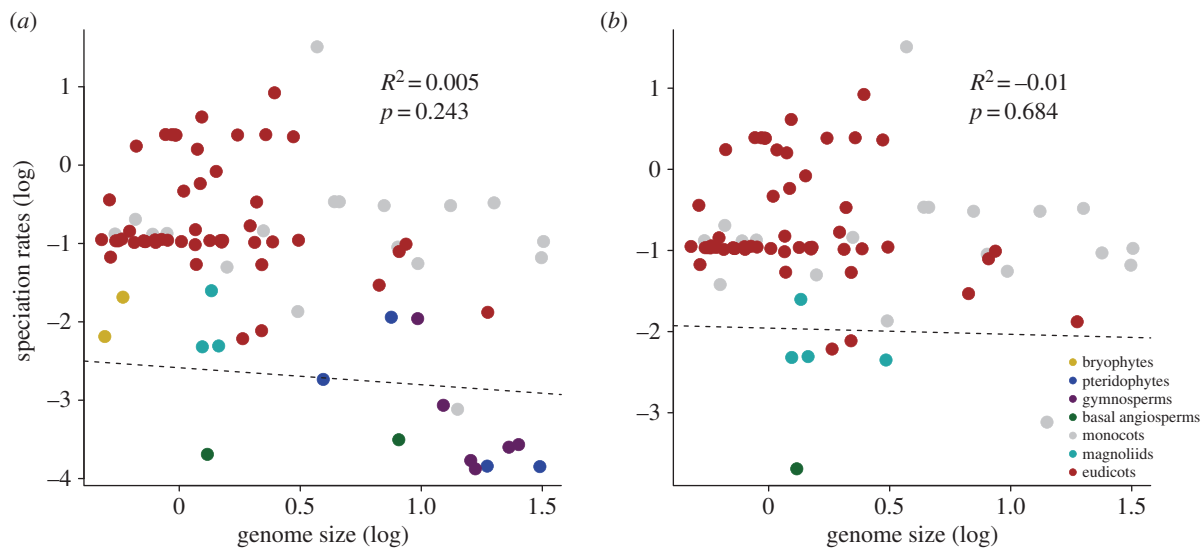 (a)
(b)
R² = 0.005
p = 0.243
R² = –0.01
p = 0.684
speciation rates (log)
1
0
–1
–2
–3
–4
0
0.5
1.0
1.5
genome size (log)
1
0
–1
–2
–3
0
0.5
1.0
1.5
genome size (log)
bryophytes
pteridophytes
gymnosperms
basal angiosperms
monocots
magnoliids
eudicots